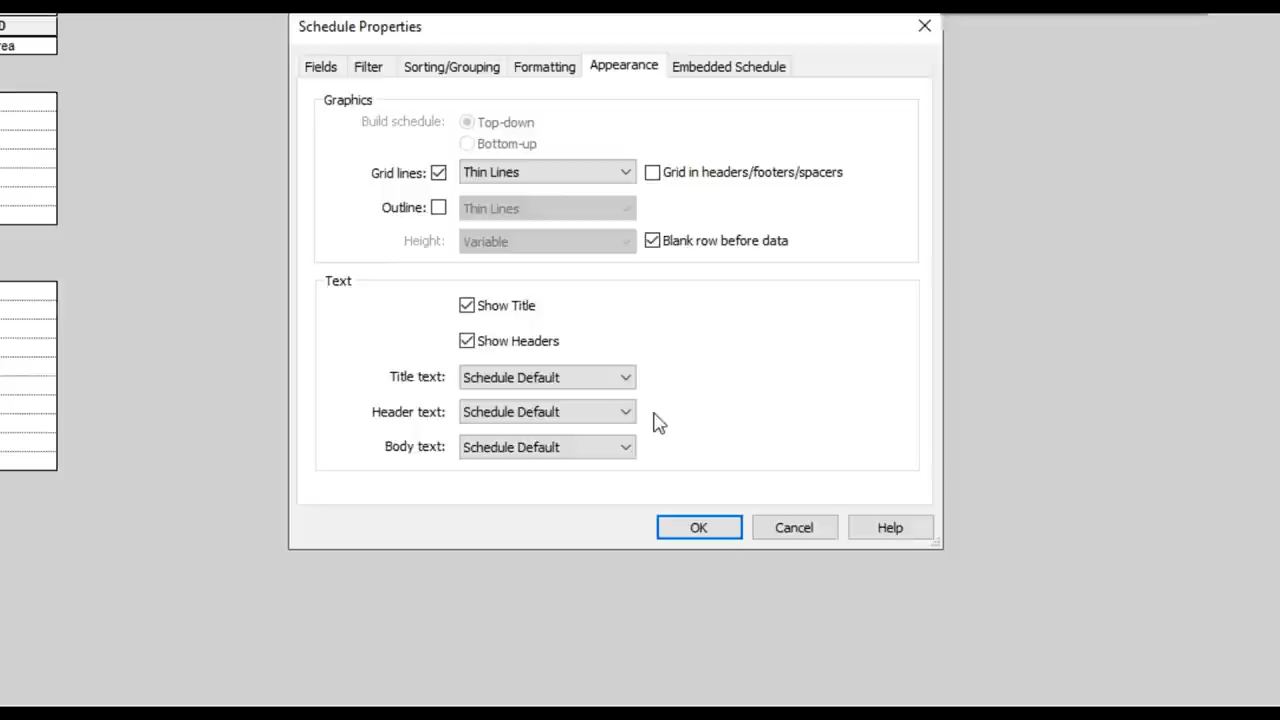 Schedule Properties
Fields Filter Sorting/Grouping Formatting Appearance Embedded Schedule
Graphics
Build schedule: Top-down
Bottom-up
Grid lines: Thin Lines Grid in headers/footers/spacers
Outline: Thin Lines
Height: Variable Blank row before data
Text
Show Title
Show Headers
Title text: Schedule Default
Header text: Schedule Default
Body text: Schedule Default
OK Cancel Help